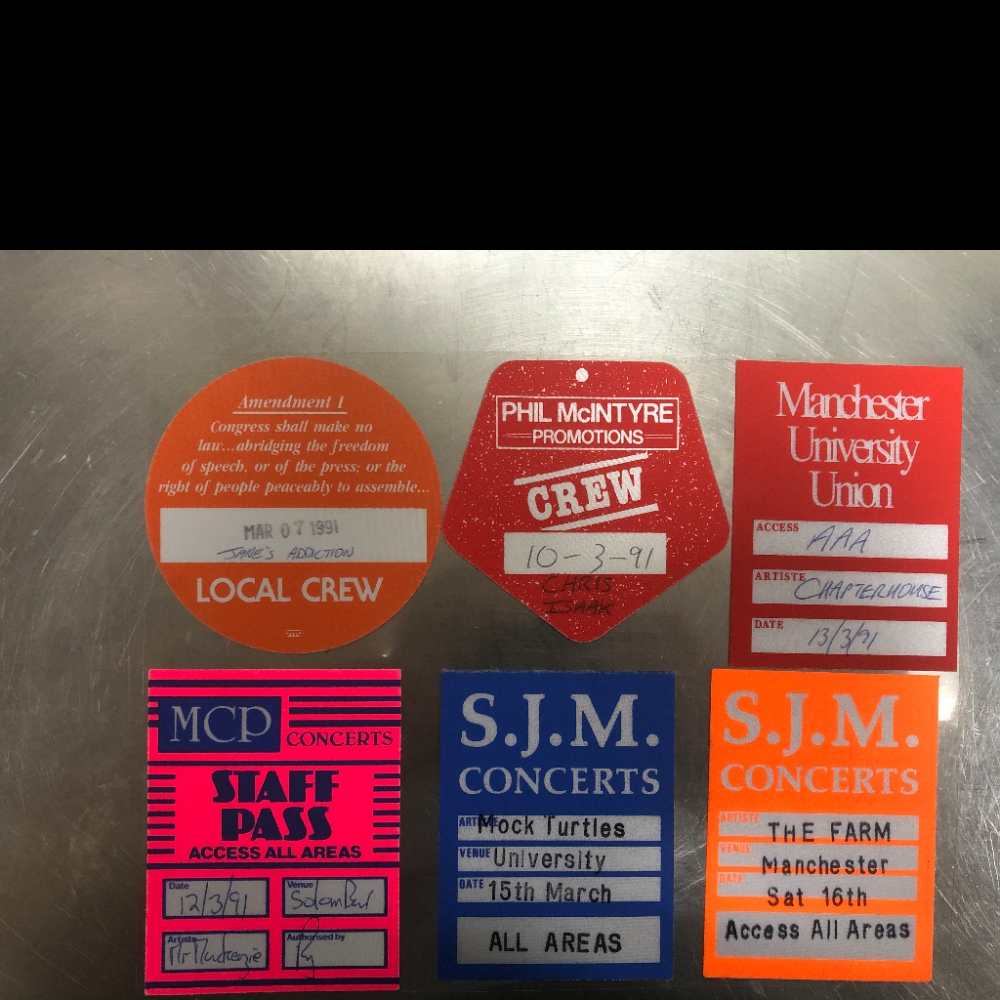 Amendment I
Congress shall make no
law...abridging the freedom
of speech, or of the press; or the
right of people peaceably to assemble...
MAR 07 1991
JANE'S ADDICTION
LOCAL CREW
PHIL McINTYRE
PROMOTIONS
CREW
10-3-91
CHRIS
ISAAK
Manchester
University
Union
ACCESS AAA
ARTISTE CHAPTERHOUSE
DATE 13/3/91
MCP CONCERTS
STAFF
PASS
ACCESS ALL AREAS
Date 12/3/91
Venue
Artiste Mr Mackenzie
Authorised by
S.J.M.
CONCERTS
ARTISTE Mock Turtles
VENUE University
DATE 15th March
ALL AREAS
S.J.M.
CONCERTS
ARTISTE THE FARM
VENUE Manchester
DATE Sat 16th
Access All Areas